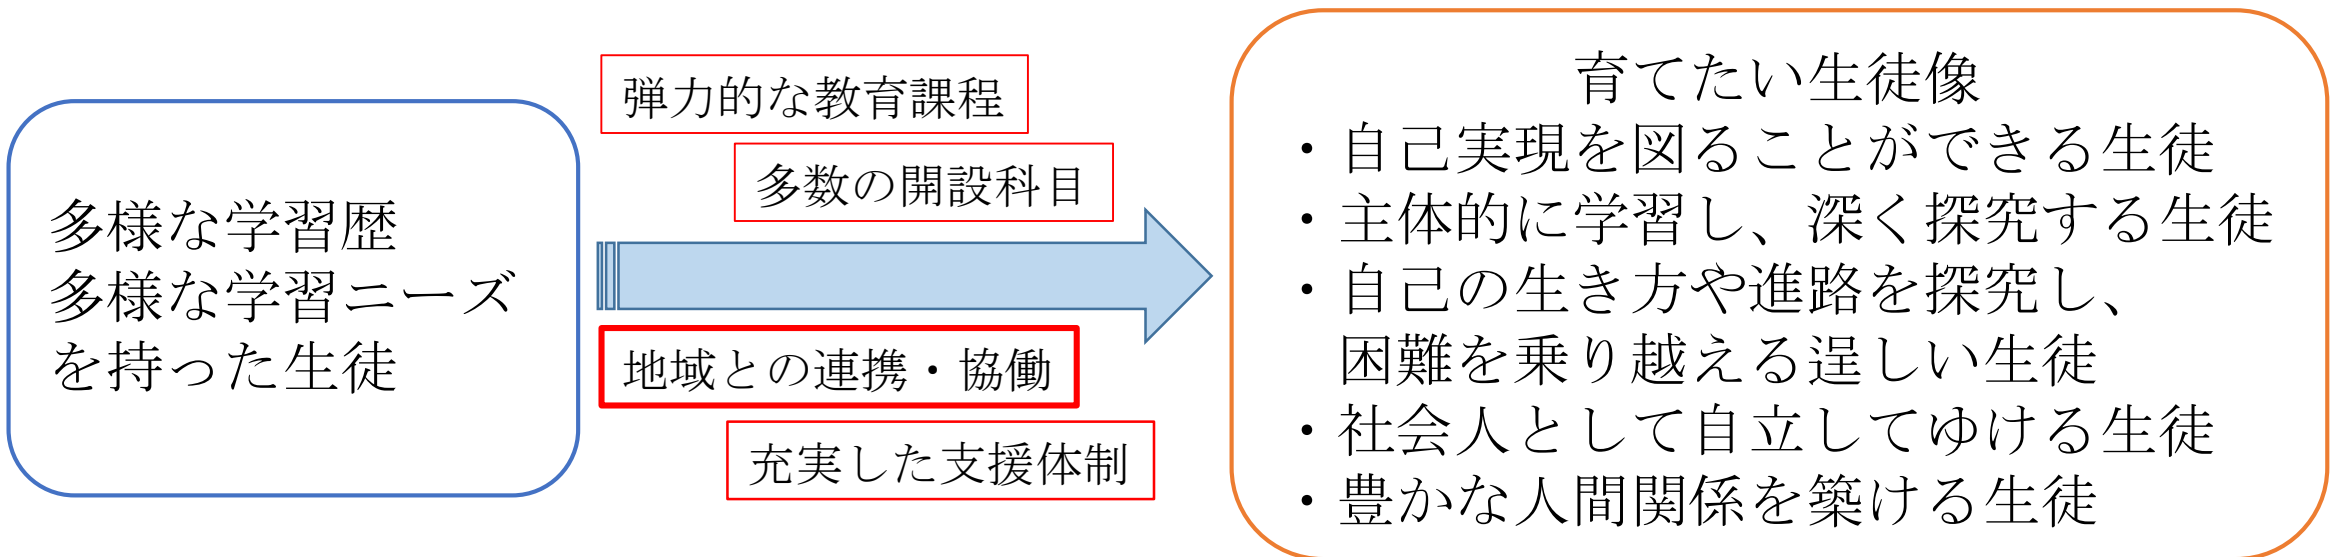 多様な学習歴
多様な学習ニーズ
を持った生徒
弾力的な教育課程
多数の開設科目
地域との連携・協働
充実した支援体制
育てたい生徒像
・自己実現を図ることができる生徒
・主体的に学習し、深く探究する生徒
・自己の生き方や進路を探究し、
困難を乗り越える逞しい生徒
・社会人として自立してゆける生徒
・豊かな人間関係を築ける生徒